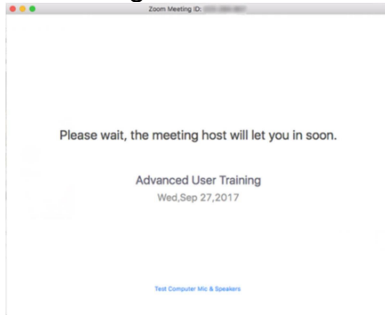 Zoom Meeting ID:
Please wait, the meeting host will let you in soon.
Advanced User Training
Wed,Sep 27,2017
Test Computer Mic & Speakers